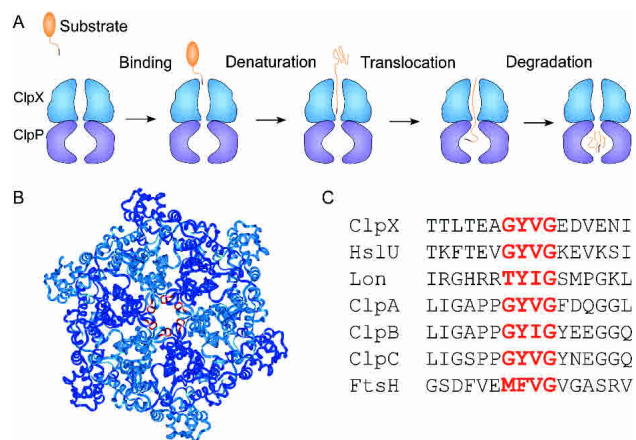 A
Substrate
Binding
Denaturation
Translocation
Degradation
ClpX
ClpP
B
C
ClpX TTLTEAGYVGEDVENI
HslU TKFTEVGYVGKEVKSI
Lon IRGHRRTYIGSMPGKL
ClpA LIGAPPGYVGFDQGGL
ClpB LIGAPPGYIGYEEGGQ
ClpC LIGSPPGYVGYNEGGQ
FtsH GSDFVEMFVGVGASRV